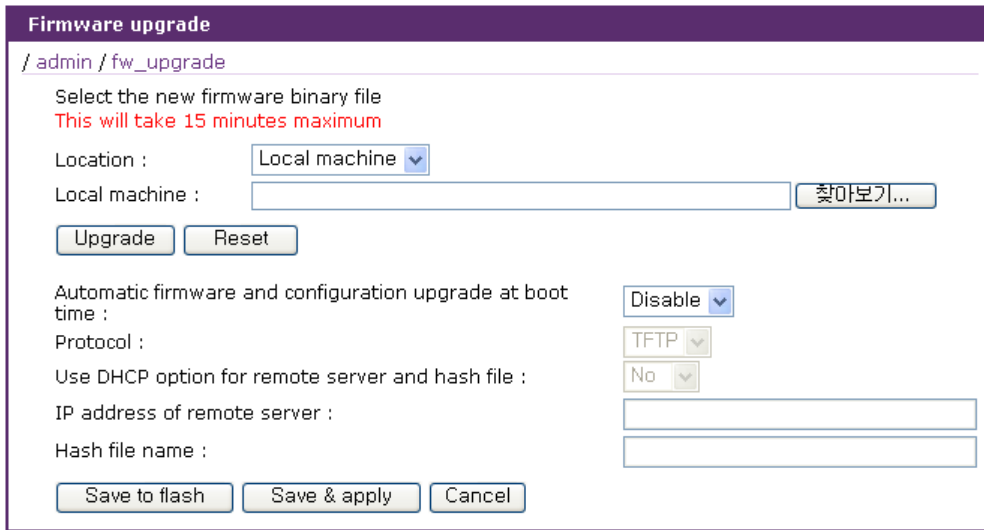 Firmware upgrade
/ admin / fw_upgrade
Select the new firmware binary file
This will take 15 minutes maximum
Location : Local machine
Local machine : 찾아보기...
Upgrade Reset
Automatic firmware and configuration upgrade at boot
time : Disable
Protocol : TFTP
Use DHCP option for remote server and hash file : No
IP address of remote server :
Hash file name :
Save to flash Save & apply Cancel